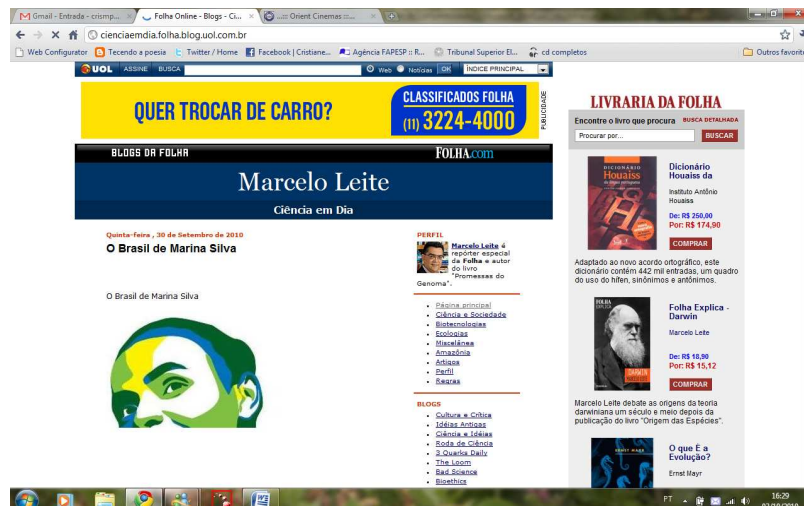 Gmail - Entrada - crismp...
Folha Online - Blogs - Ci...
..::: Orient Cinemas :::...
cienciaemdia.folha.blog.uol.com.br
Web Configurator
Tecendo a poesia
Twitter / Home
Facebook | Cristiane...
Agência FAPESP :: R...
Tribunal Superior El...
cd completos
Outros favorit
UOL ASSINE BUSCA Web Notícias OK ÍNDICE PRINCIPAL
QUER TROCAR DE CARRO?
CLASSIFICADOS FOLHA
(11) 3224-4000
PUBLICIDADE
BLOGS DA FOLHA
FOLHA.com
Marcelo Leite
Ciência em Dia
Quinta-feira , 30 de Setembro de 2010
O Brasil de Marina Silva
O Brasil de Marina Silva
PERFIL
Marcelo Leite é
repórter especial
da Folha e autor
do livro
"Promessas do
Genoma".
Página principal
Ciência e Sociedade
Biotecnologias
Ecologias
Miscelânea
Amazônia
Artigos
Perfil
Regras
BLOGS
Cultura e Crítica
Idéias Antigas
Ciência e Idéias
Roda de Ciência
3 Quarks Daily
The Loom
Bad Science
Bioethics
LIVRARIA DA FOLHA
Encontre o livro que procura BUSCA DETALHADA
Procurar por... BUSCAR
DICIONÁRIO
Houaiss
Dicionário
Houaiss da
Instituto Antônio
Houaiss
De: R$ 250,00
Por: R$ 174,90
COMPRAR
Adaptado ao novo acordo ortográfico, este
dicionário contém 442 mil entradas, um quadro
do uso do hífen, sinônimos e antônimos.
FOLHA
EXPLICA
DARWIN
MARCELO LEITE
Folha Explica -
Darwin
Marcelo Leite
De: R$ 18,90
Por: R$ 15,12
COMPRAR
Marcelo Leite debate as origens da teoria
darwiniana um século e meio depois da
publicação do livro "Origem das Espécies".
ERNST MAYR
O que É a
Evolução?
Ernst Mayr
PT
16:29